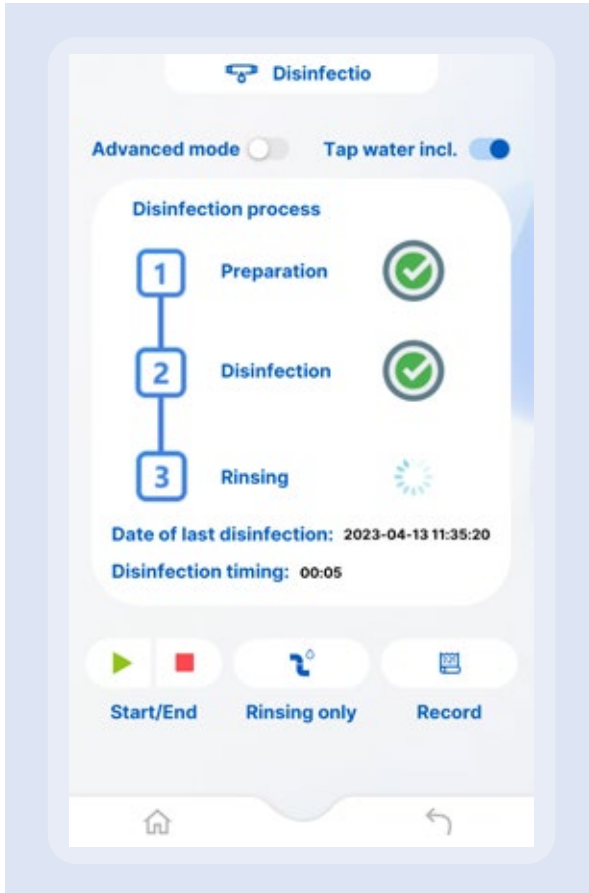 Disinfectio
Advanced mode Tap water incl.
Disinfection process
1 Preparation
2 Disinfection
3 Rinsing
Date of last disinfection: 2023-04-13 11:35:20
Disinfection timing: 00:05
Start/End Rinsing only Record